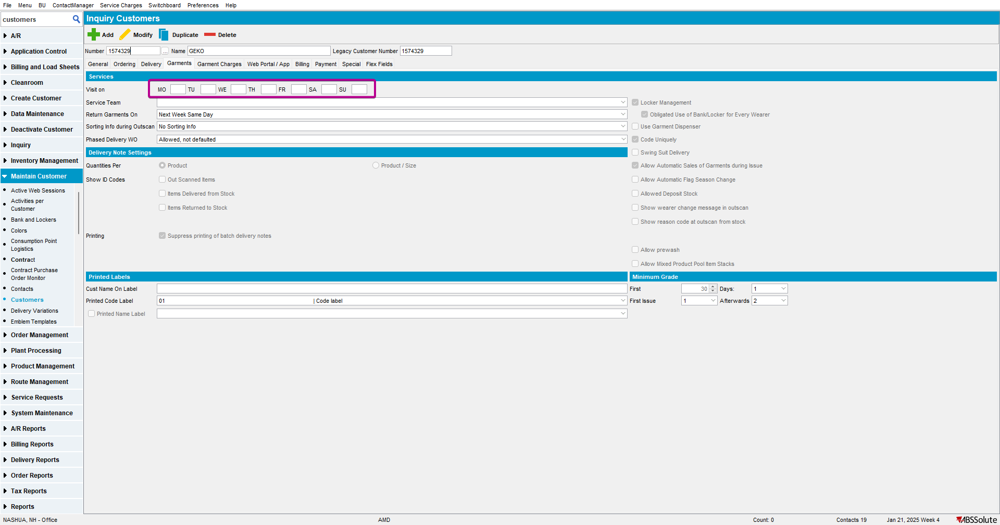 File Menu BU ContactManager Service Charges Switchboard Preferences Help
customers
A/R
Application Control
Billing and Load Sheets
Cleanroom
Create Customer
Data Maintenance
Deactivate Customer
Inquiry
Inventory Management
Maintain Customer
Active Web Sessions
Activities per
Customer
Bank and Lockers
Colors
Consumption Point
Logistics
Contract
Contract Purchase
Order Monitor
Contacts
Customers
Delivery Variations
Emblem Templates
Order Management
Plant Processing
Product Management
Route Management
Service Requests
System Maintenance
A/R Reports
Billing Reports
Delivery Reports
Order Reports
Tax Reports
Reports
Inquiry Customers
Add Modify Duplicate Delete
Number 1574329 ... Name GEKO Legacy Customer Number 1574329
General Ordering Delivery Garments Garment Charges Web Portal / App Billing Payment Special Flex Fields
Services
Visit on MO TU WE TH FR SA SU
Service Team
Return Garments On Next Week Same Day
Sorting Info during Outscan No Sorting Info
Phased Delivery WO Allowed, not defaulted
Delivery Note Settings
Quantities Per Product Product / Size
Show ID Codes Out Scanned Items
Items Delivered from Stock
Items Returned to Stock
Printing Suppress printing of batch delivery notes
Locker Management
Obligated Use of Bank/Locker for Every Wearer
Use Garment Dispenser
Code Uniquely
Swing Suit Delivery
Allow Automatic Sales of Garments during Issue
Allow Automatic Flag Season Change
Allowed Deposit Stock
Show wearer change message in outscan
Show reason code at outscan from stock
Allow prewash
Allow Mixed Product Pool Item Stacks
Printed Labels
Cust Name On Label
Printed Code Label 01 | Code label
Printed Name Label
Minimum Grade
First 30 Days: 1
First Issue 1 Afterwards 2
NASHUA, NH - Office AMD Count: 0 Contacts 19 Jan 21, 2025 Week 4 ABSSolute